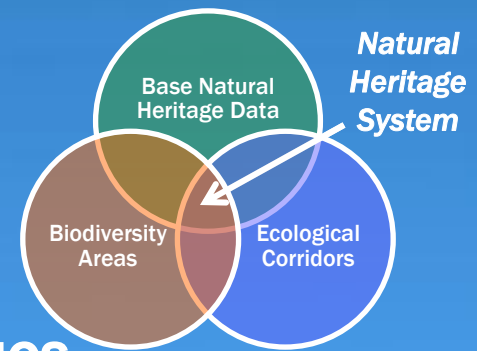 Natural
Heritage
System
Base Natural
Heritage Data
Biodiversity
Areas
Ecological
Corridors